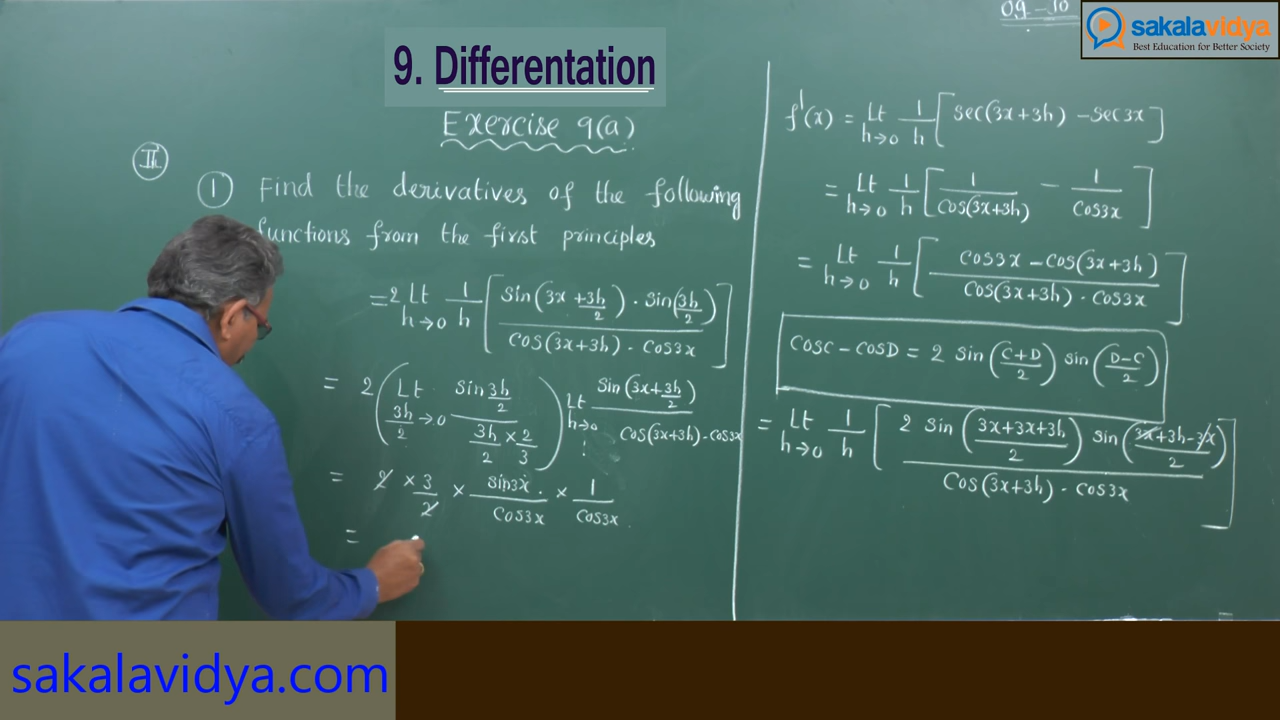 09-10
sakalavidya
Best Education for Better Society
9. Differentation
Exercise 9(a)
II
① Find the derivatives of the following
functions from the first principles
= 2 Lt h→0 1/h [ sin(3x + 3h/2) . sin(3h/2) / cos(3x+3h) . cos3x ]
= 2 ( Lt 3h/2→0 sin 3h/2 / 3h/2 × 2/3 ) Lt h→0 sin(3x+3h/2) / cos(3x+3h) - cos3x
= 2 × 3/2 × sin3x / cos3x × 1/cos3x
=
f'(x) = Lt h→0 1/h [ sec(3x+3h) - sec3x ]
= Lt h→0 1/h [ 1/cos(3x+3h) - 1/cos3x ]
= Lt h→0 1/h [ cos3x - cos(3x+3h) / cos(3x+3h) . cos3x ]
cosC - cosD = 2 sin (C+D/2) sin (D-C/2)
= Lt h→0 1/h [ 2 sin (3x+3x+3h/2) sin (3x+3h-3x/2) / cos(3x+3h) . cos3x ]
=
sakalavidya.com